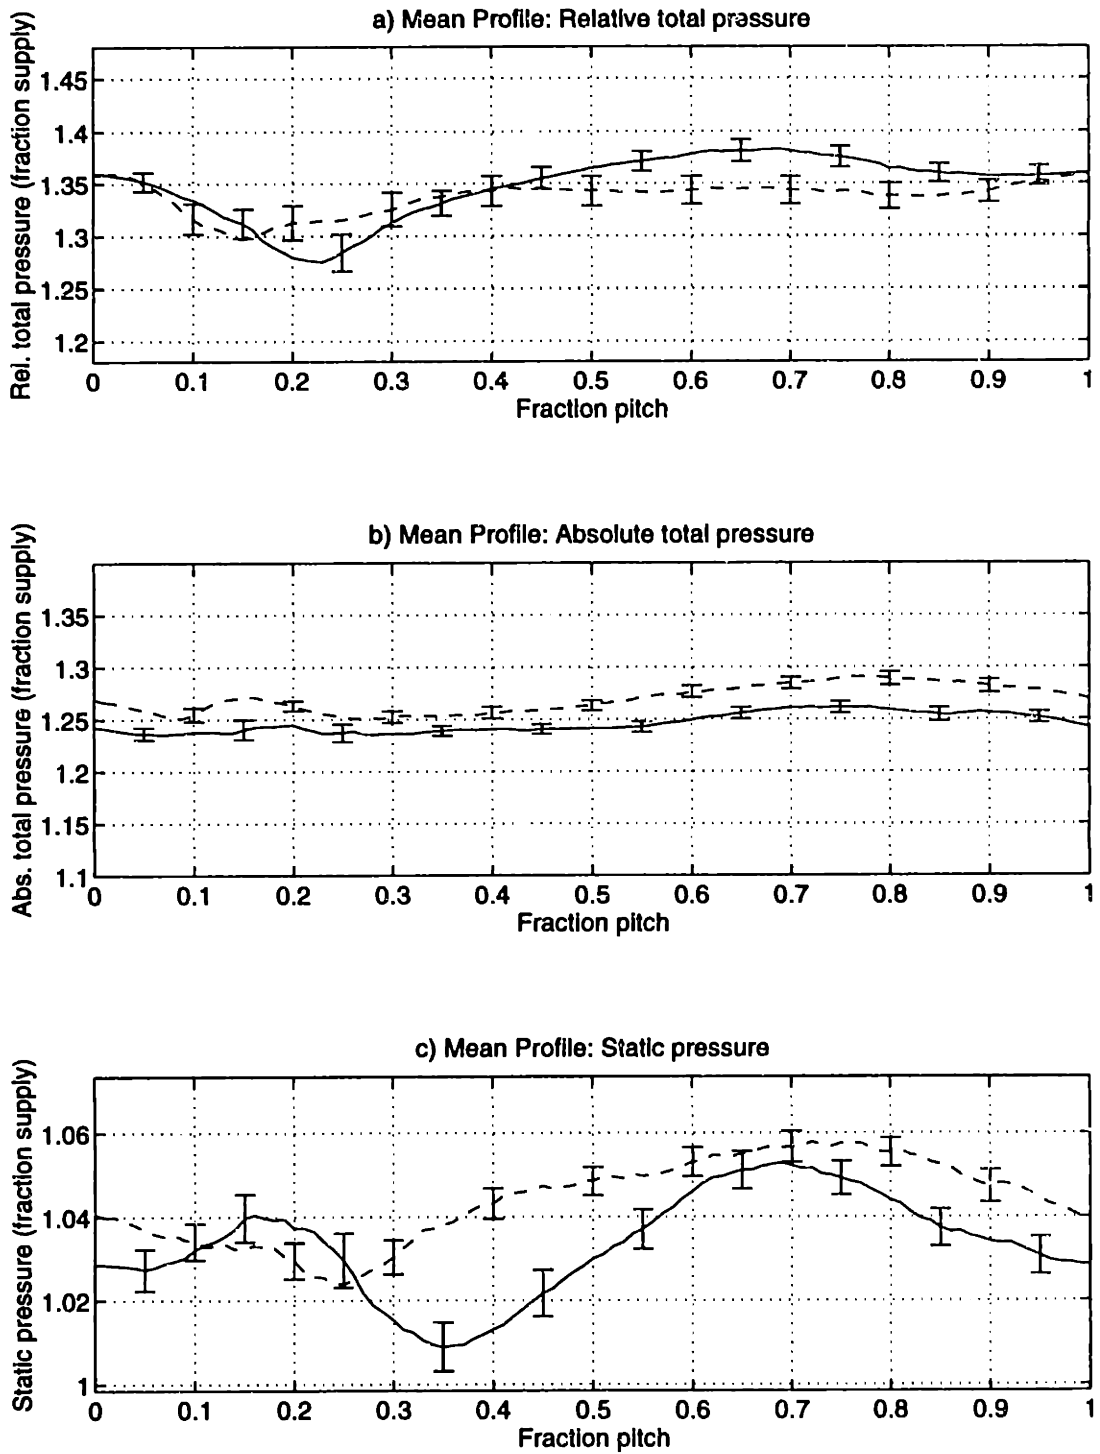 a) Mean Profile: Relative total pressure
Rel. total pressure (fraction supply)
1.45
1.4
1.35
1.3
1.25
1.2
0 0.1 0.2 0.3 0.4 0.5 0.6 0.7 0.8 0.9 1
Fraction pitch
b) Mean Profile: Absolute total pressure
Abs. total pressure (fraction supply)
1.35
1.3
1.25
1.2
1.15
1.1
0 0.1 0.2 0.3 0.4 0.5 0.6 0.7 0.8 0.9 1
Fraction pitch
c) Mean Profile: Static pressure
Static pressure (fraction supply)
1.06
1.04
1.02
1
0 0.1 0.2 0.3 0.4 0.5 0.6 0.7 0.8 0.9 1
Fraction pitch